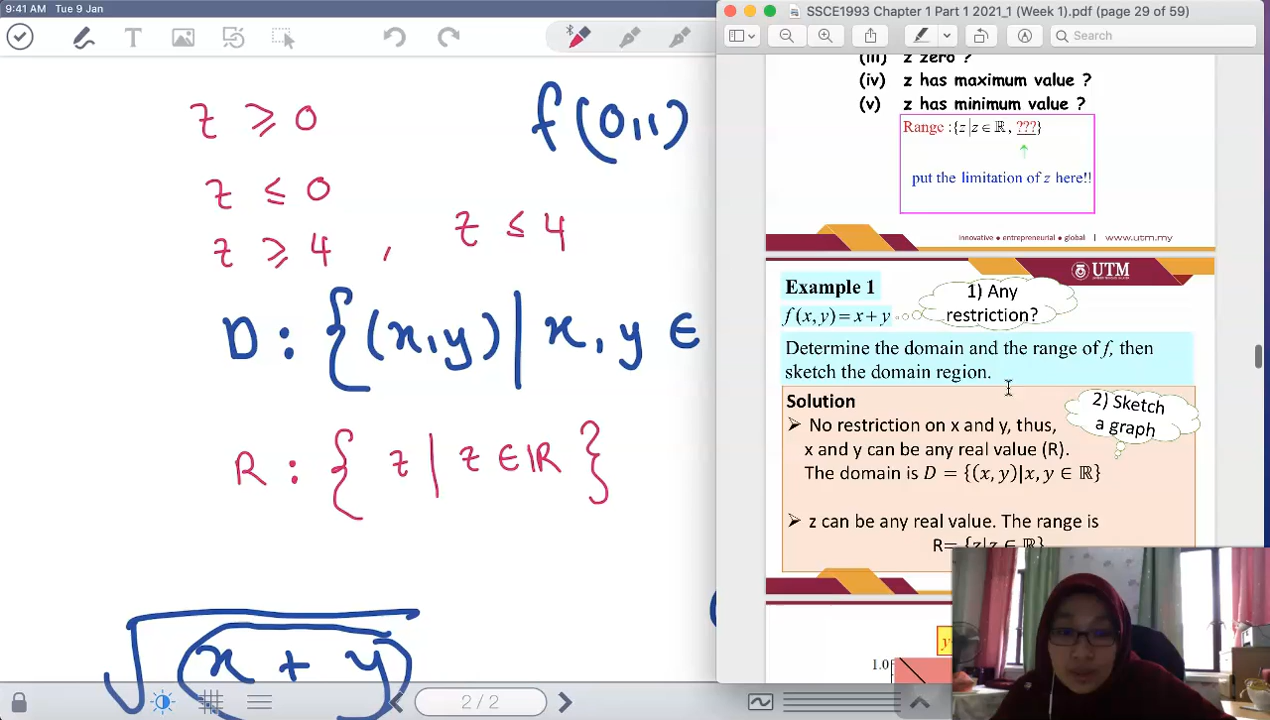 9:41 AM Tue 9 Jan
z ⩾ 0
f(0,1)
z ≤ 0
z ⩾ 4 , z ≤ 4
D : {(x,y) | x, y ∈
R : { z | z ∈ ℝ }
√(x + y)
2 / 2
SSCE1993 Chapter 1 Part 1 2021_1 (Week 1).pdf (page 29 of 59)
Search
(iii) z zero ?
(iv) z has maximum value ?
(v) z has minimum value ?
Range :{z|z∈ℝ, ???}
put the limitation of z here!!
innovative ● entrepreneurial ● global | www.utm.my
UTM
Example 1
1) Any
restriction?
f(x, y)=x+y
Determine the domain and the range of f, then
sketch the domain region.
Solution
2) Sketch
a graph
➢ No restriction on x and y, thus,
x and y can be any real value (R).
The domain is D = {(x, y)|x, y ∈ ℝ}
➢ z can be any real value. The range is
R= {z|z ∈ ℝ}
y
1.0